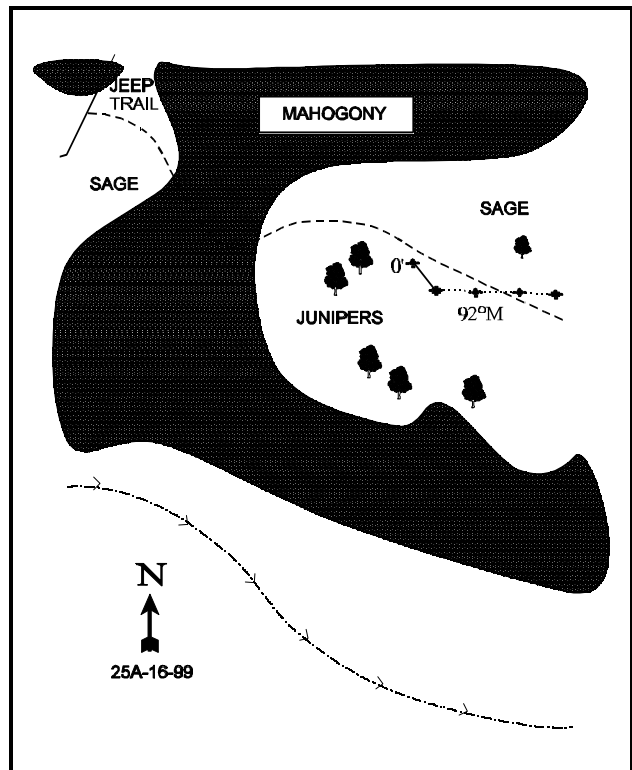 JEEP
TRAIL
MAHOGONY
SAGE
SAGE
0'
92°M
JUNIPERS
N
25A-16-99